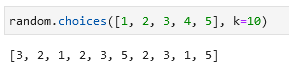 random.choices([1, 2, 3, 4, 5], k=10)
[3, 2, 1, 2, 3, 5, 2, 3, 1, 5]